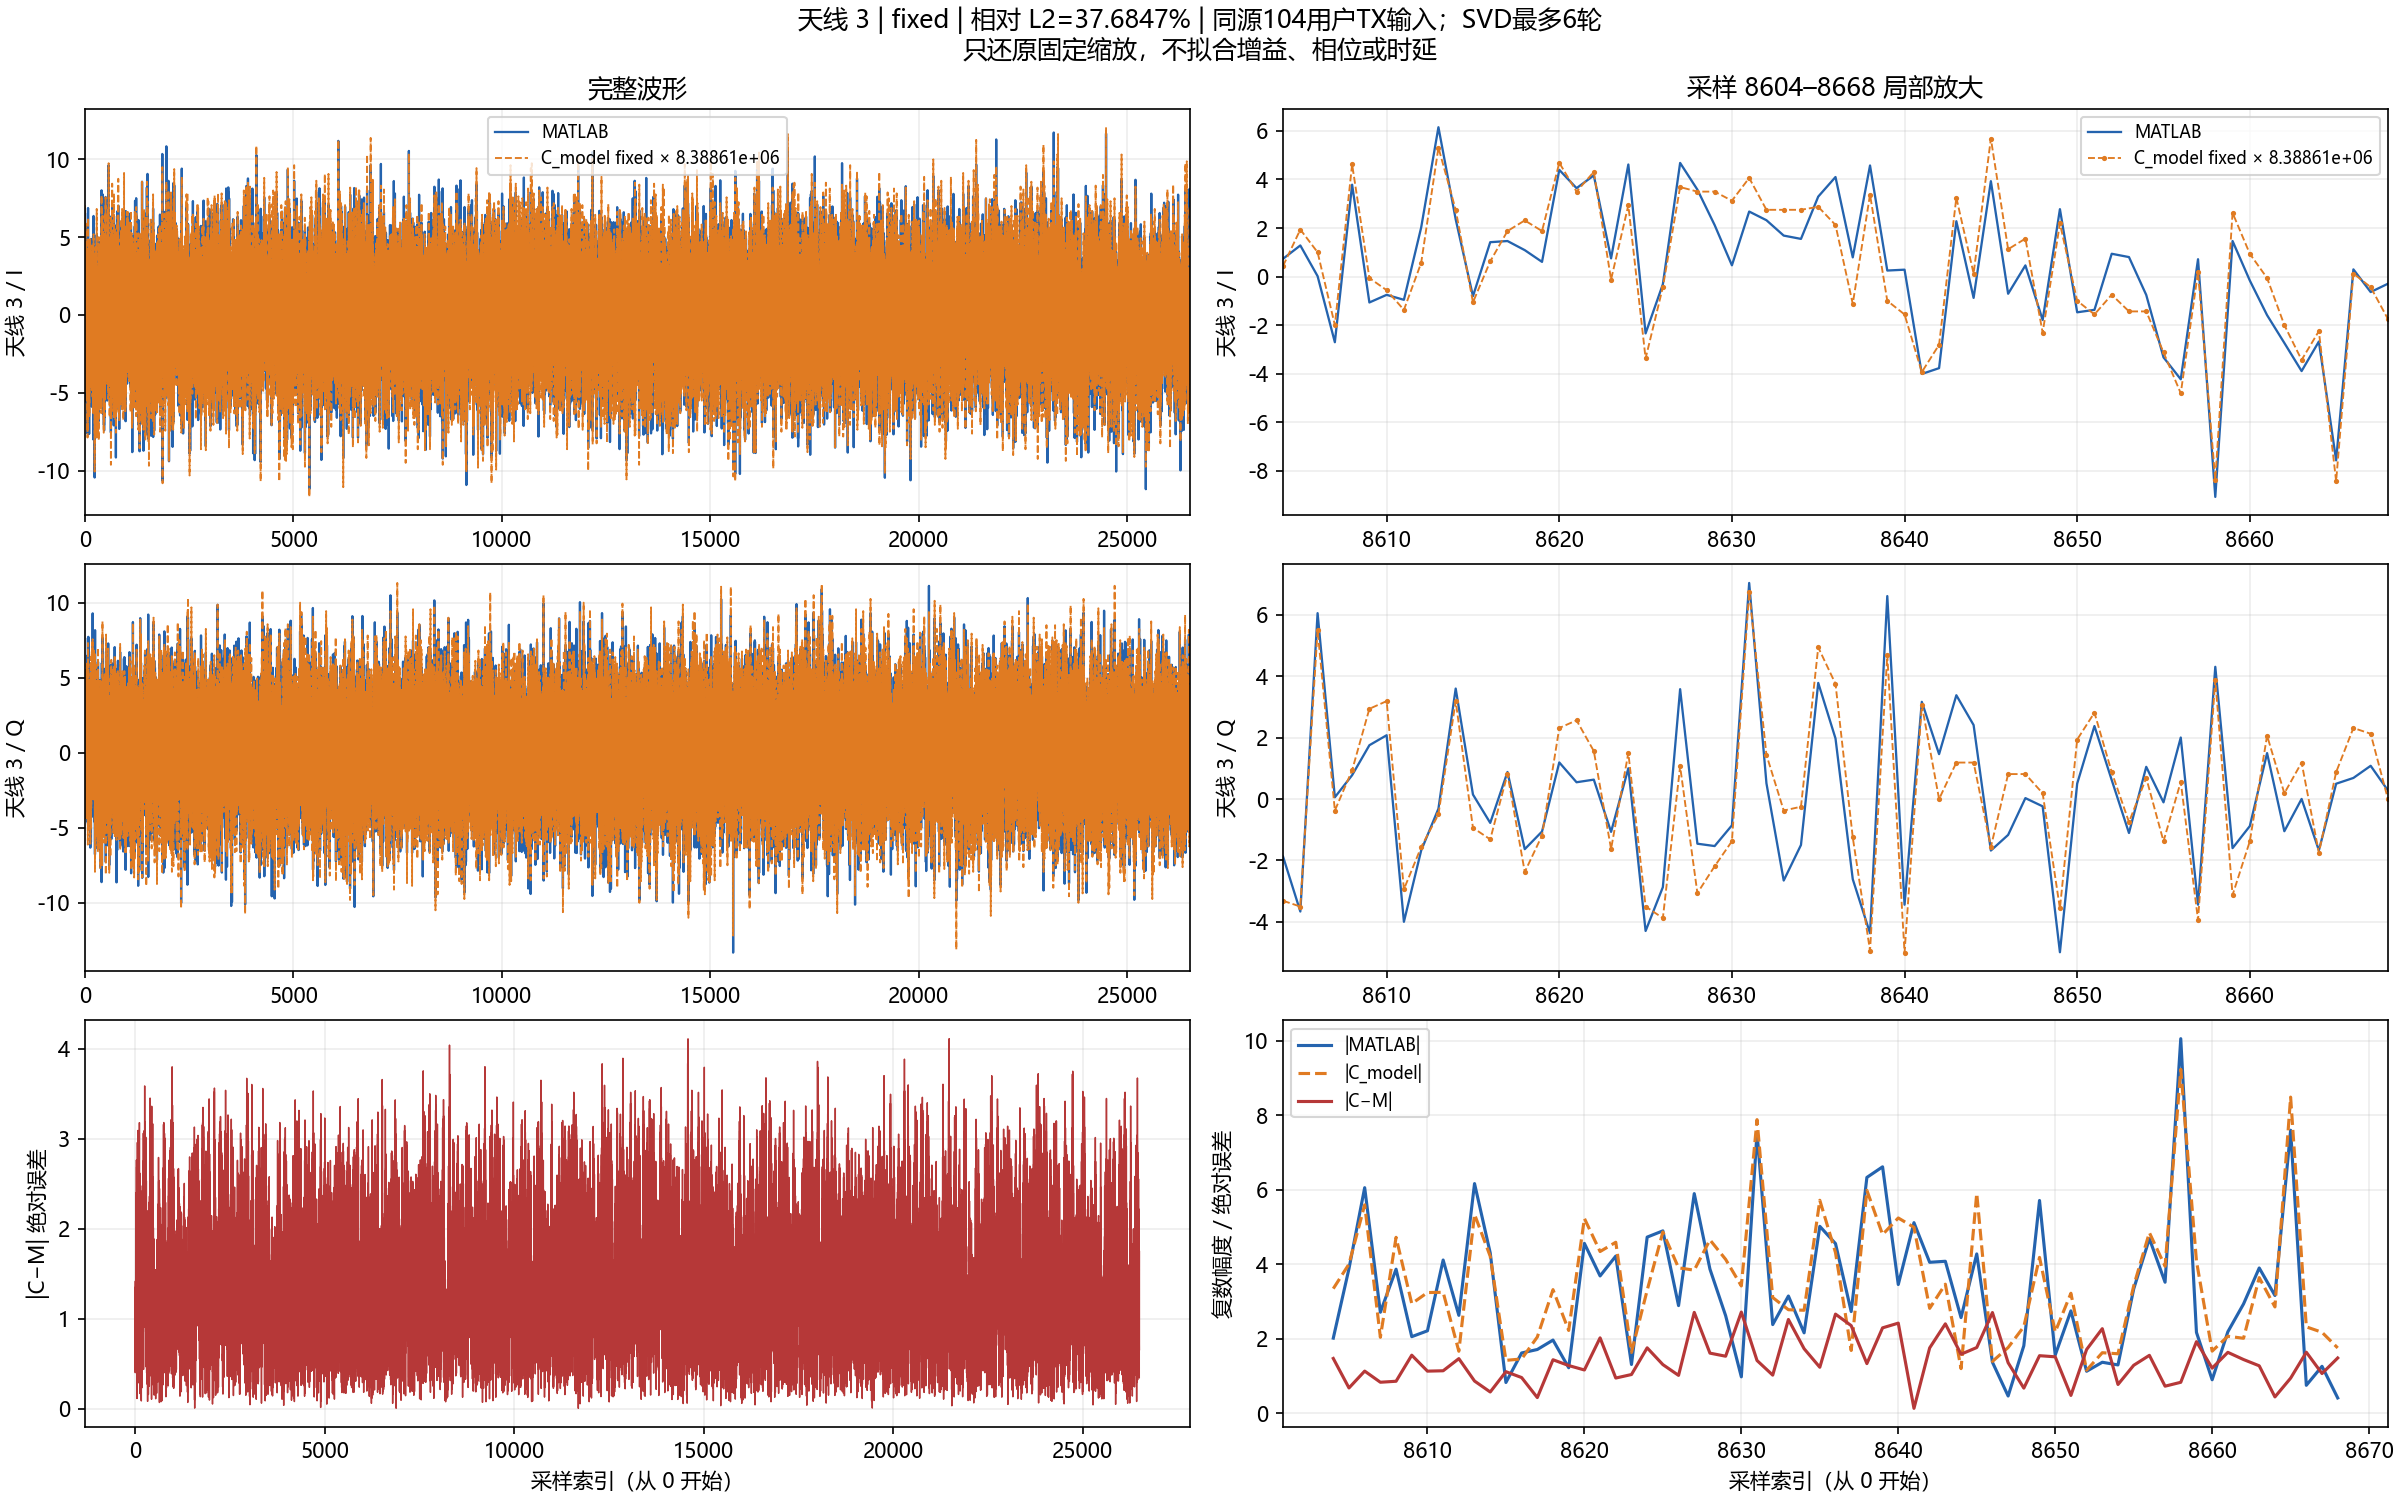 天线 3 | fixed | 相对 L2=37.6847% | 同源104用户TX输入；SVD最多6轮
只还原固定缩放，不拟合增益、相位或时延
完整波形
MATLAB
C_model fixed × 8.38861e+06
天线 3 / I
10
5
0
-5
-10
0 5000 10000 15000 20000 25000
采样 8604–8668 局部放大
MATLAB
C_model fixed × 8.38861e+06
天线 3 / I
6
4
2
0
-2
-4
-6
-8
8610 8620 8630 8640 8650 8660
天线 3 / Q
10
5
0
-5
-10
0 5000 10000 15000 20000 25000
天线 3 / Q
6
4
2
0
-2
-4
8610 8620 8630 8640 8650 8660
|C−M| 绝对误差
4
3
2
1
0
0 5000 10000 15000 20000 25000
采样索引（从 0 开始）
|MATLAB|
|C_model|
|C−M|
复数幅度 / 绝对误差
10
8
6
4
2
0
8610 8620 8630 8640 8650 8660 8670
采样索引（从 0 开始）